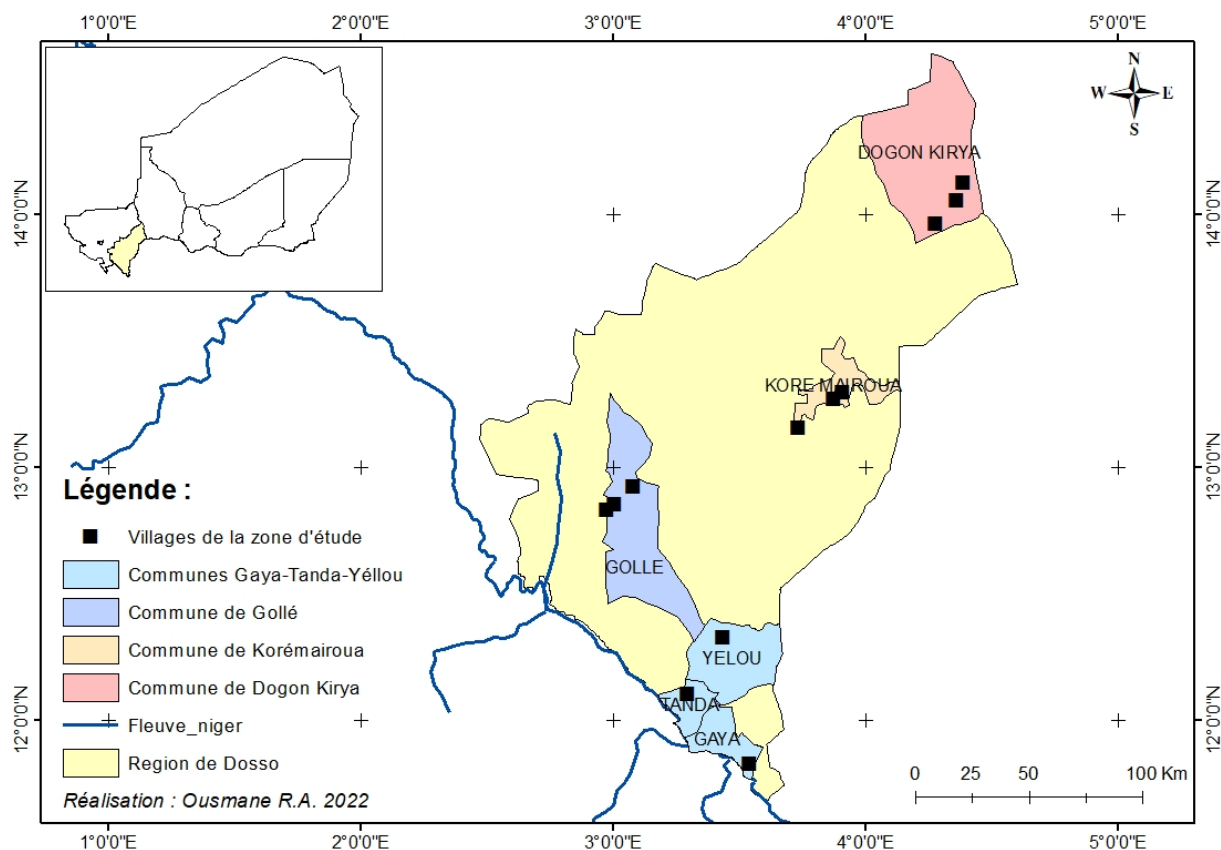 1°0'0"E 2°0'0"E 3°0'0"E 4°0'0"E 5°0'0"E
N
W E
S
DOGON KIRYA
14°0'0"N 14°0'0"N
KORE MAIROUA
13°0'0"N 13°0'0"N
Légende :
Villages de la zone d'étude
Communes Gaya-Tanda-Yéllou
Commune de Gollé
Commune de Korémairoua
Commune de Dogon Kirya
Fleuve_niger
Region de Dosso
Réalisation : Ousmane R.A. 2022
GOLLE
YELOU
TANDA
GAYA
12°0'0"N 12°0'0"N
0 25 50 100 Km
1°0'0"E 2°0'0"E 3°0'0"E 4°0'0"E 5°0'0"E